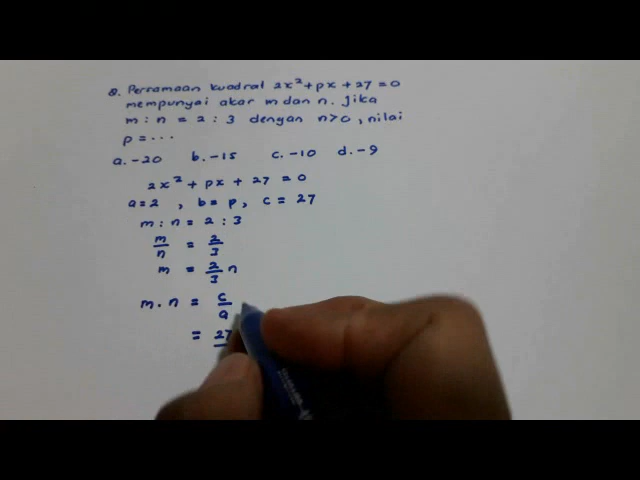 8. Persamaan kuadrat 2x² + px + 27 = 0
mempunyai akar m dan n. Jika
m : n = 2 : 3 dengan n > 0, nilai
p = ...
a. -20 b. -15 c. -10 d. -9
2x² + px + 27 = 0
a = 2 , b = p , c = 27
m : n = 2 : 3
m/n = 2/3
m = 2/3 n
m . n = c/a
= 27